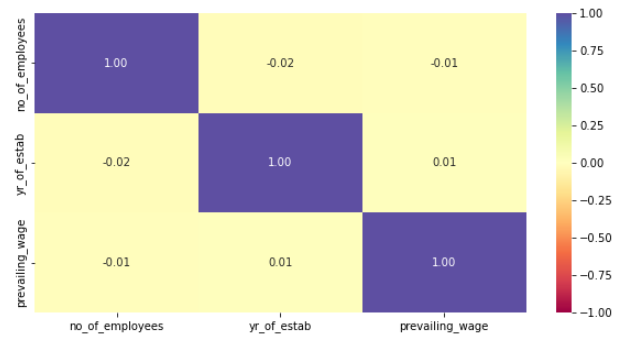 no_of_employees
yr_of_estab
prevailing_wage
1.00 -0.02 -0.01
-0.02 1.00 0.01
-0.01 0.01 1.00
no_of_employees yr_of_estab prevailing_wage
1.00
0.75
0.50
0.25
0.00
−0.25
−0.50
−0.75
−1.00